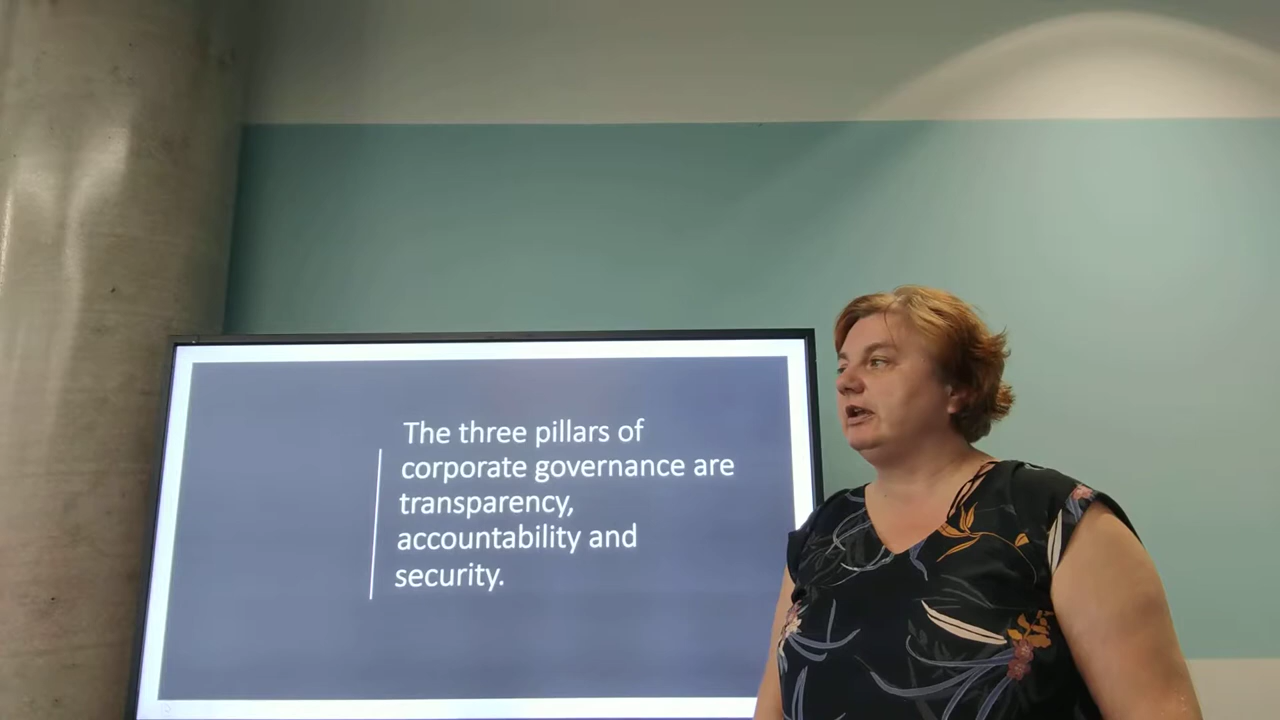 The three pillars of
corporate governance are
transparency,
accountability and
security.